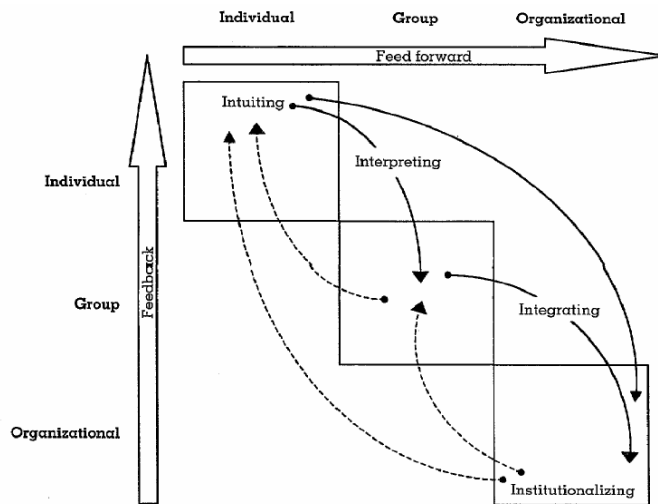 Individual Group Organizational
Feed forward
Intuiting
Interpreting
Individual
Feedback
Group
Integrating
Organizational
Institutionalizing